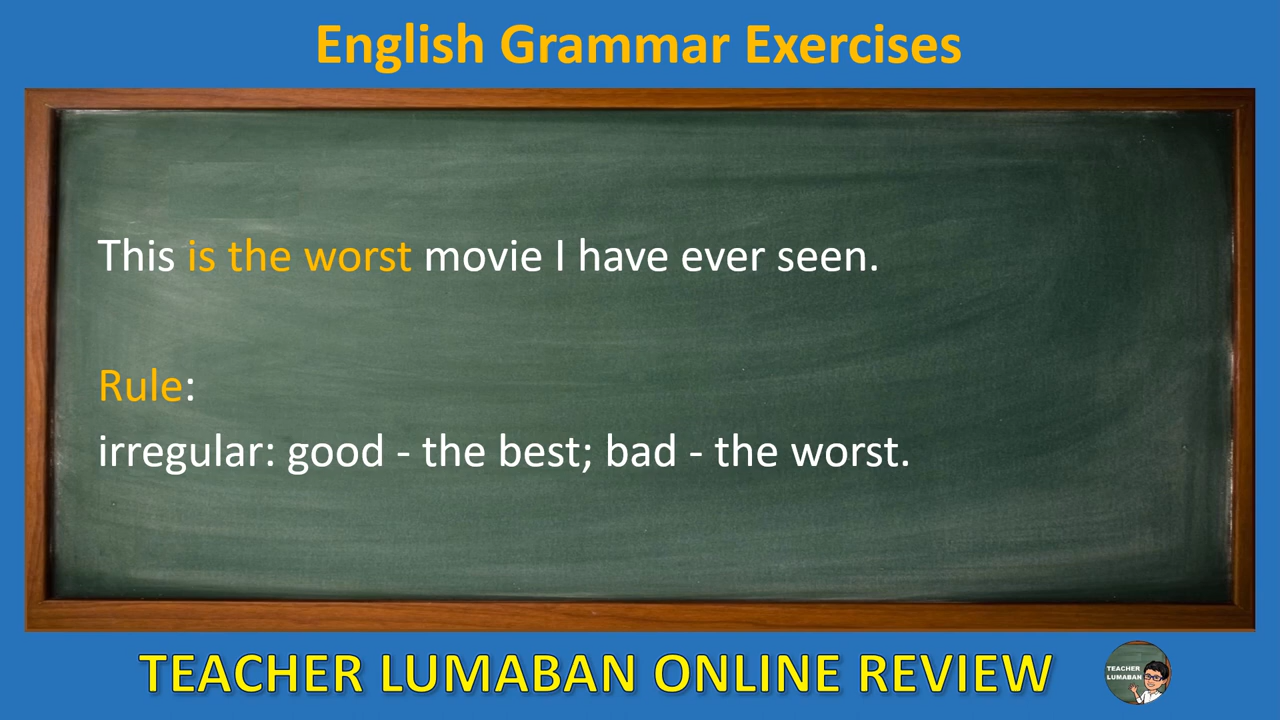 English Grammar Exercises
This is the worst movie I have ever seen.
Rule:
irregular: good - the best; bad - the worst.
TEACHER LUMABAN ONLINE REVIEW
TEACHER
LUMABAN